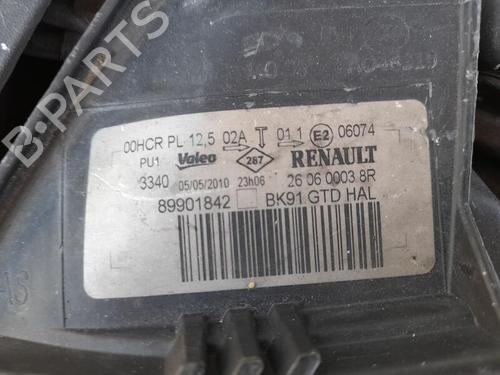 B-PARTS
00HCR PL 12,5 02A T 01 1 E2 06074
PU1 Valeo 267 RENAULT
3340 05/05/2010 23h06 26 06 0003 8R
89901842 BK91 GTD HAL